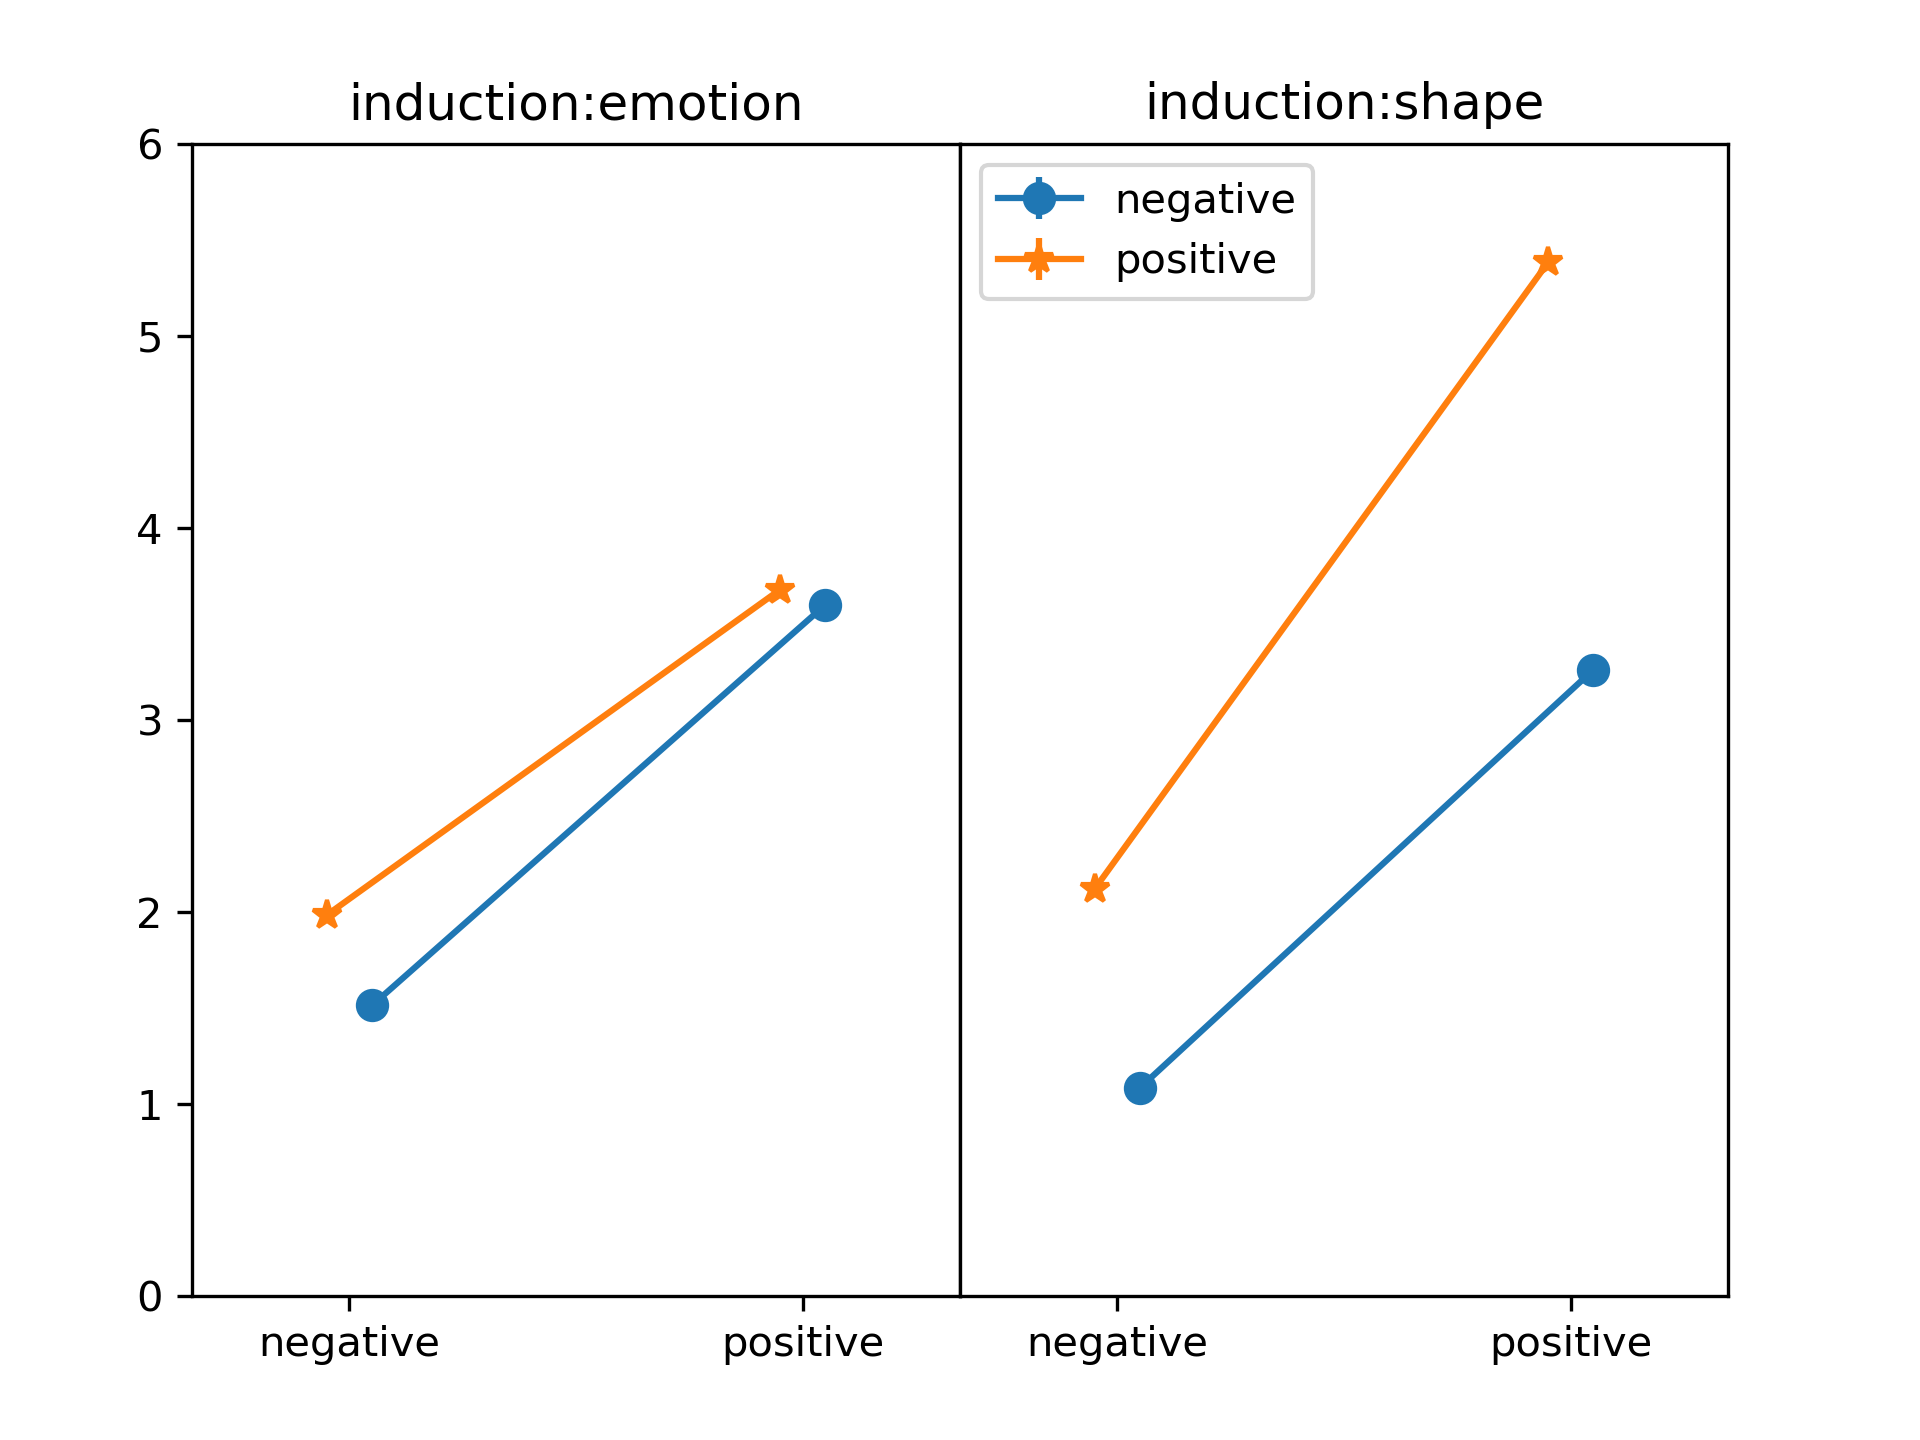 induction:emotion
induction:shape
6
5
4
3
2
1
0
negative
positive
negative
positive
negative
positive